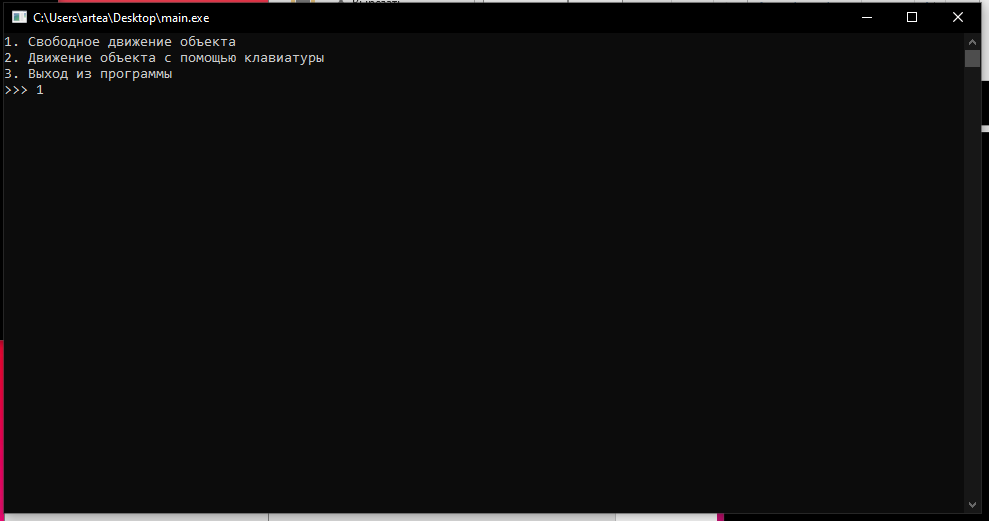 C:\Users\artea\Desktop\main.exe
1. Свободное движение объекта
2. Движение объекта с помощью клавиатуры
3. Выход из программы
>>> 1